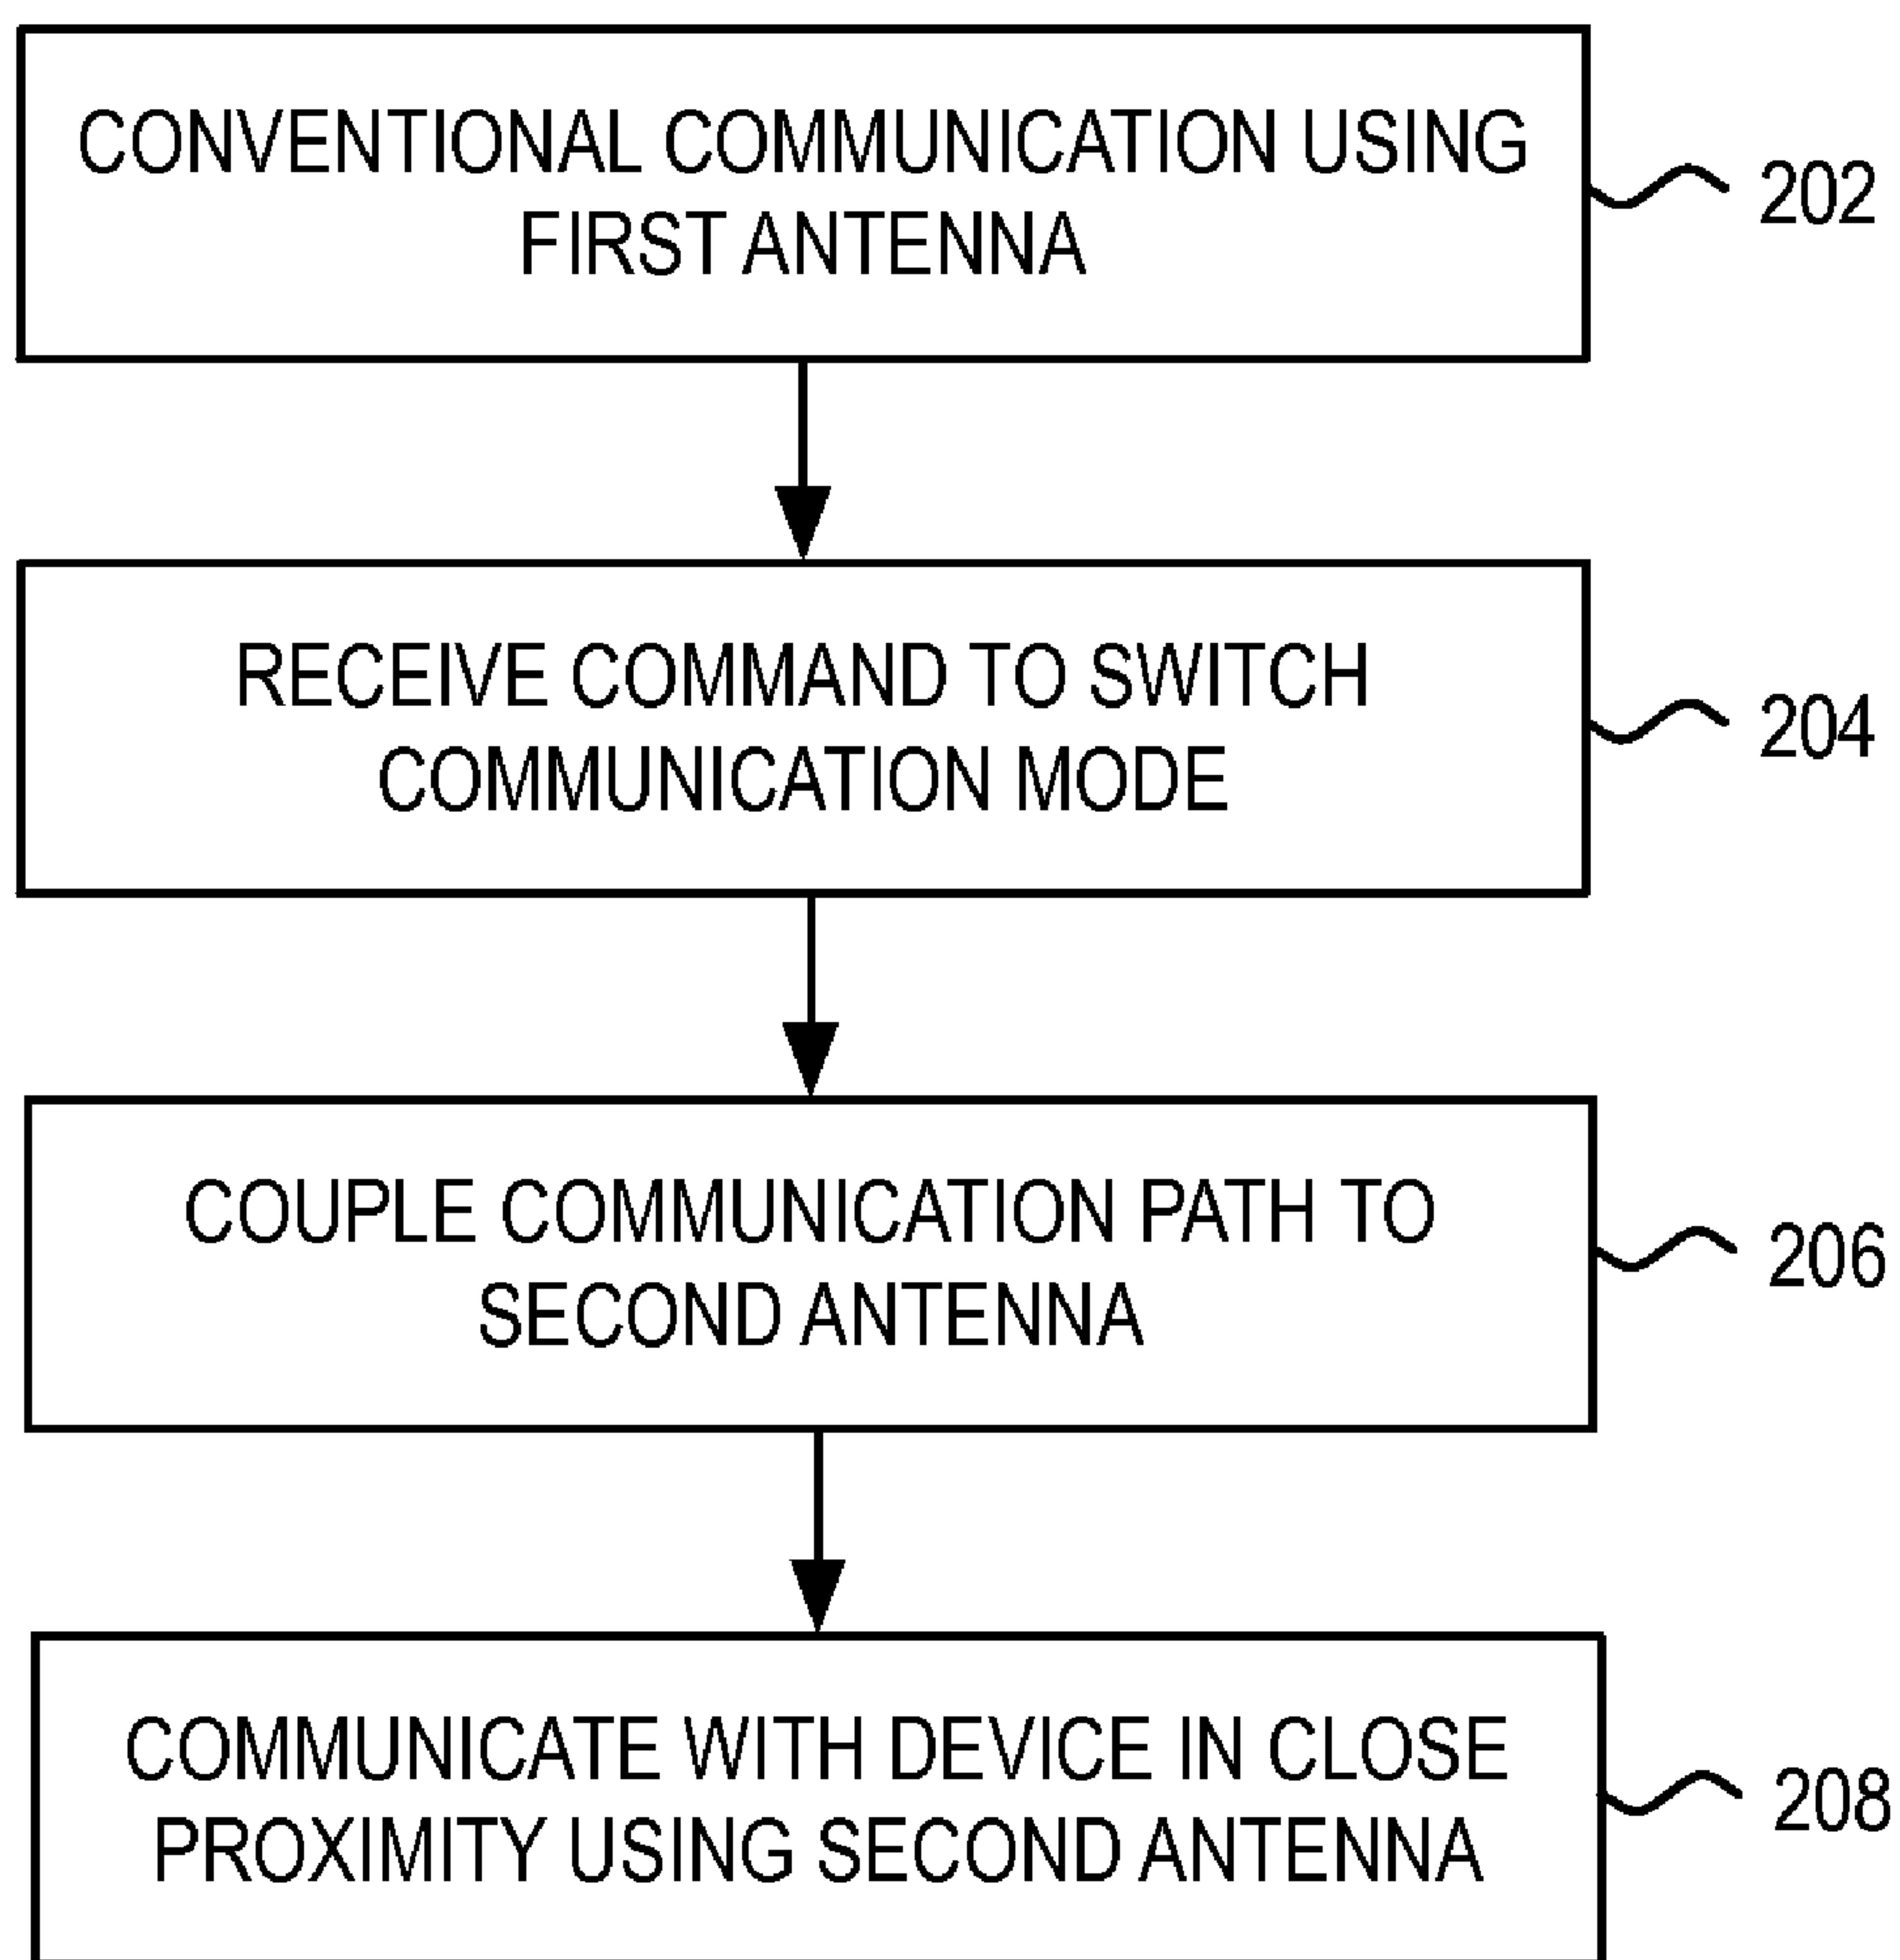 CONVENTIONAL COMMUNICATION USING
FIRST ANTENNA
202
RECEIVE COMMAND TO SWITCH
COMMUNICATION MODE
204
COUPLE COMMUNICATION PATH TO
SECOND ANTENNA
206
COMMUNICATE WITH DEVICE IN CLOSE
PROXIMITY USING SECOND ANTENNA
208